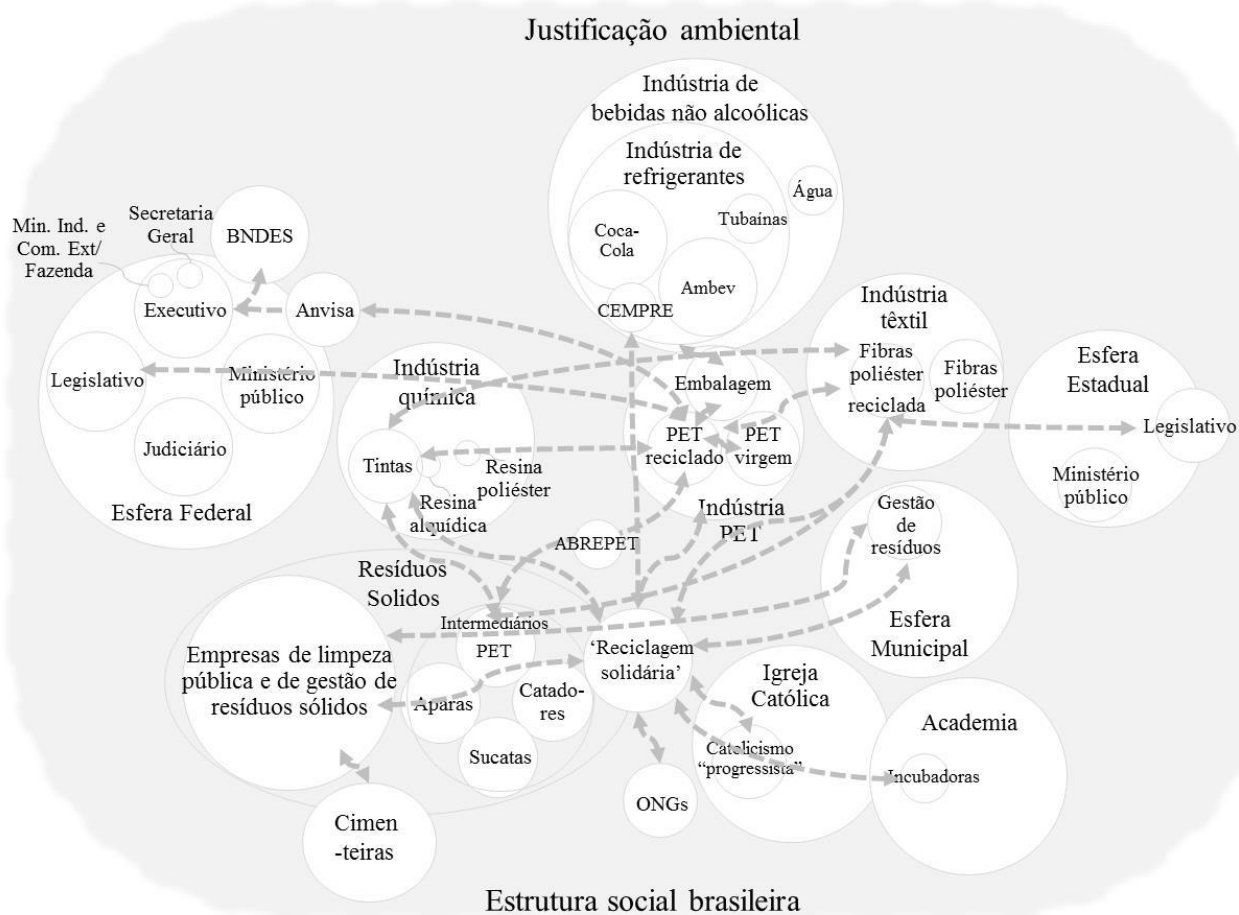 Justificação ambiental
Indústria de
bebidas não alcoólicas
Indústria de
refrigerantes
Água
Tubaínas
Coca-
Cola
Ambev
CEMPRE
Secretaria
Geral
Min. Ind. e
Com. Ext/
Fazenda
BNDES
Executivo
Anvisa
Legislativo
Ministério
público
Judiciário
Esfera Federal
Indústria
química
Tintas
Resina
poliéster
Resina
alquídica
Embalagem
PET
reciclado
PET
virgem
Indústria
PET
Indústria
têxtil
Fibras
poliéster
reciclada
Fibras
poliéster
Esfera
Estadual
Legislativo
Ministério
público
ABREPET
Gestão
de
resíduos
Esfera
Municipal
Resíduos
Solidos
Intermediários
PET
Empresas de limpeza
pública e de gestão de
resíduos sólidos
Aparas
Catado-
res
Sucatas
‘Reciclagem
solidária’
Igreja
Católica
Catolicismo
“progressista”
Academia
Incubadoras
ONGs
Cimen
-teiras
Estrutura social brasileira